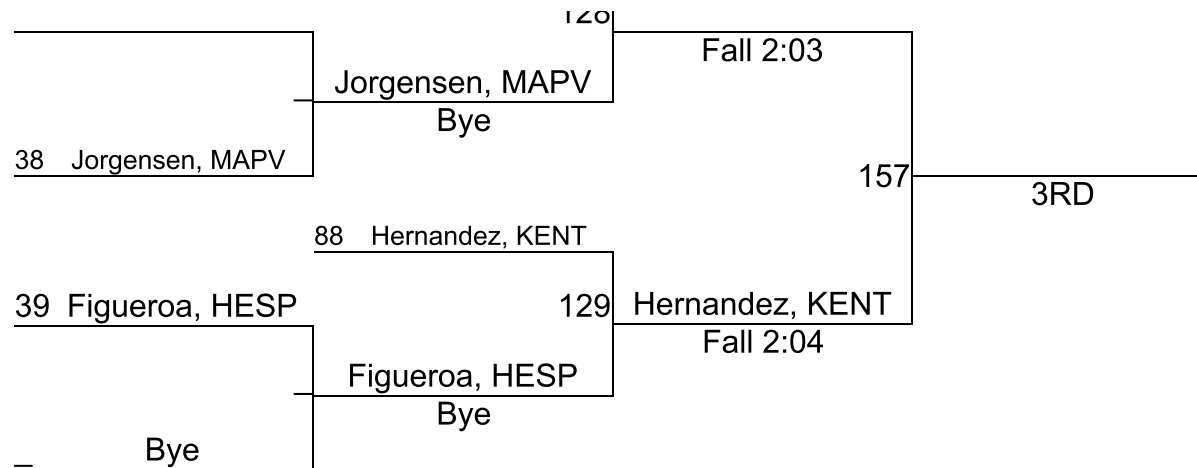 128
Fall 2:03
Jorgensen, MAPV
Bye
38 Jorgensen, MAPV
157
3RD
88 Hernandez, KENT
39 Figueroa, HESP
129 Hernandez, KENT
Fall 2:04
Figueroa, HESP
Bye
Bye